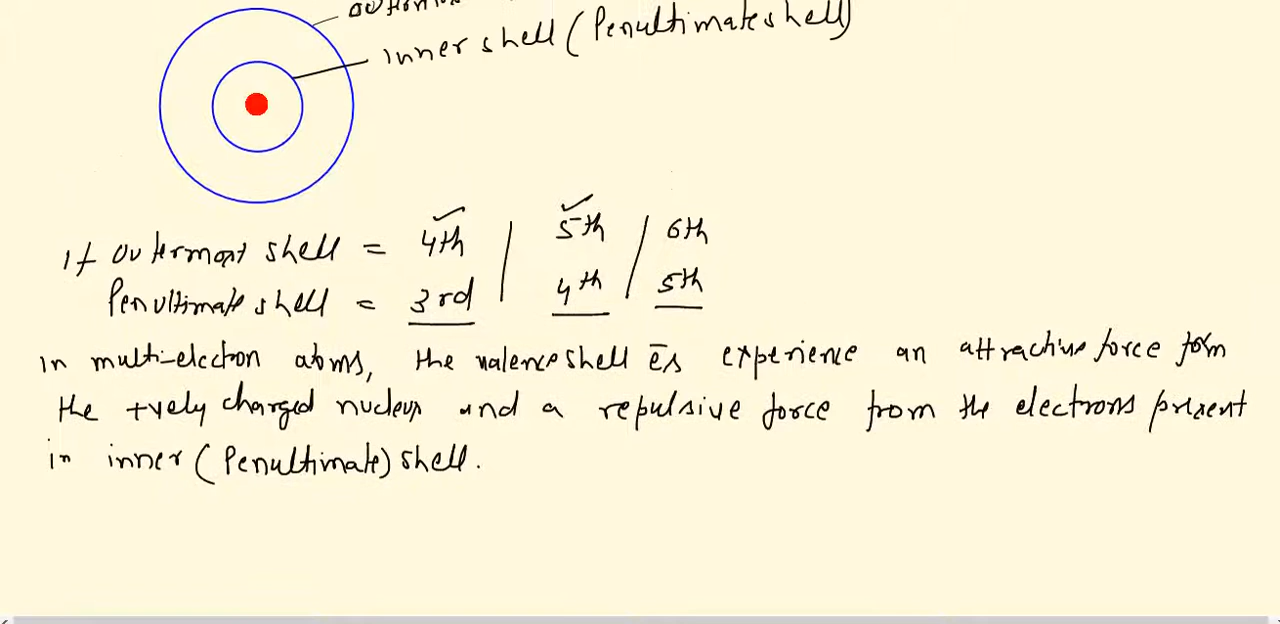 inner shell (Penultimate shell)
If outermost shell = 4th | 5th / 6th
Penultimate shell = 3rd 4th 5th
In multi-electron atoms, the valence shell ēs experience an attractive force form
the +vely charged nucleus and a repulsive force from the electrons present
in inner (Penultimate) shell.